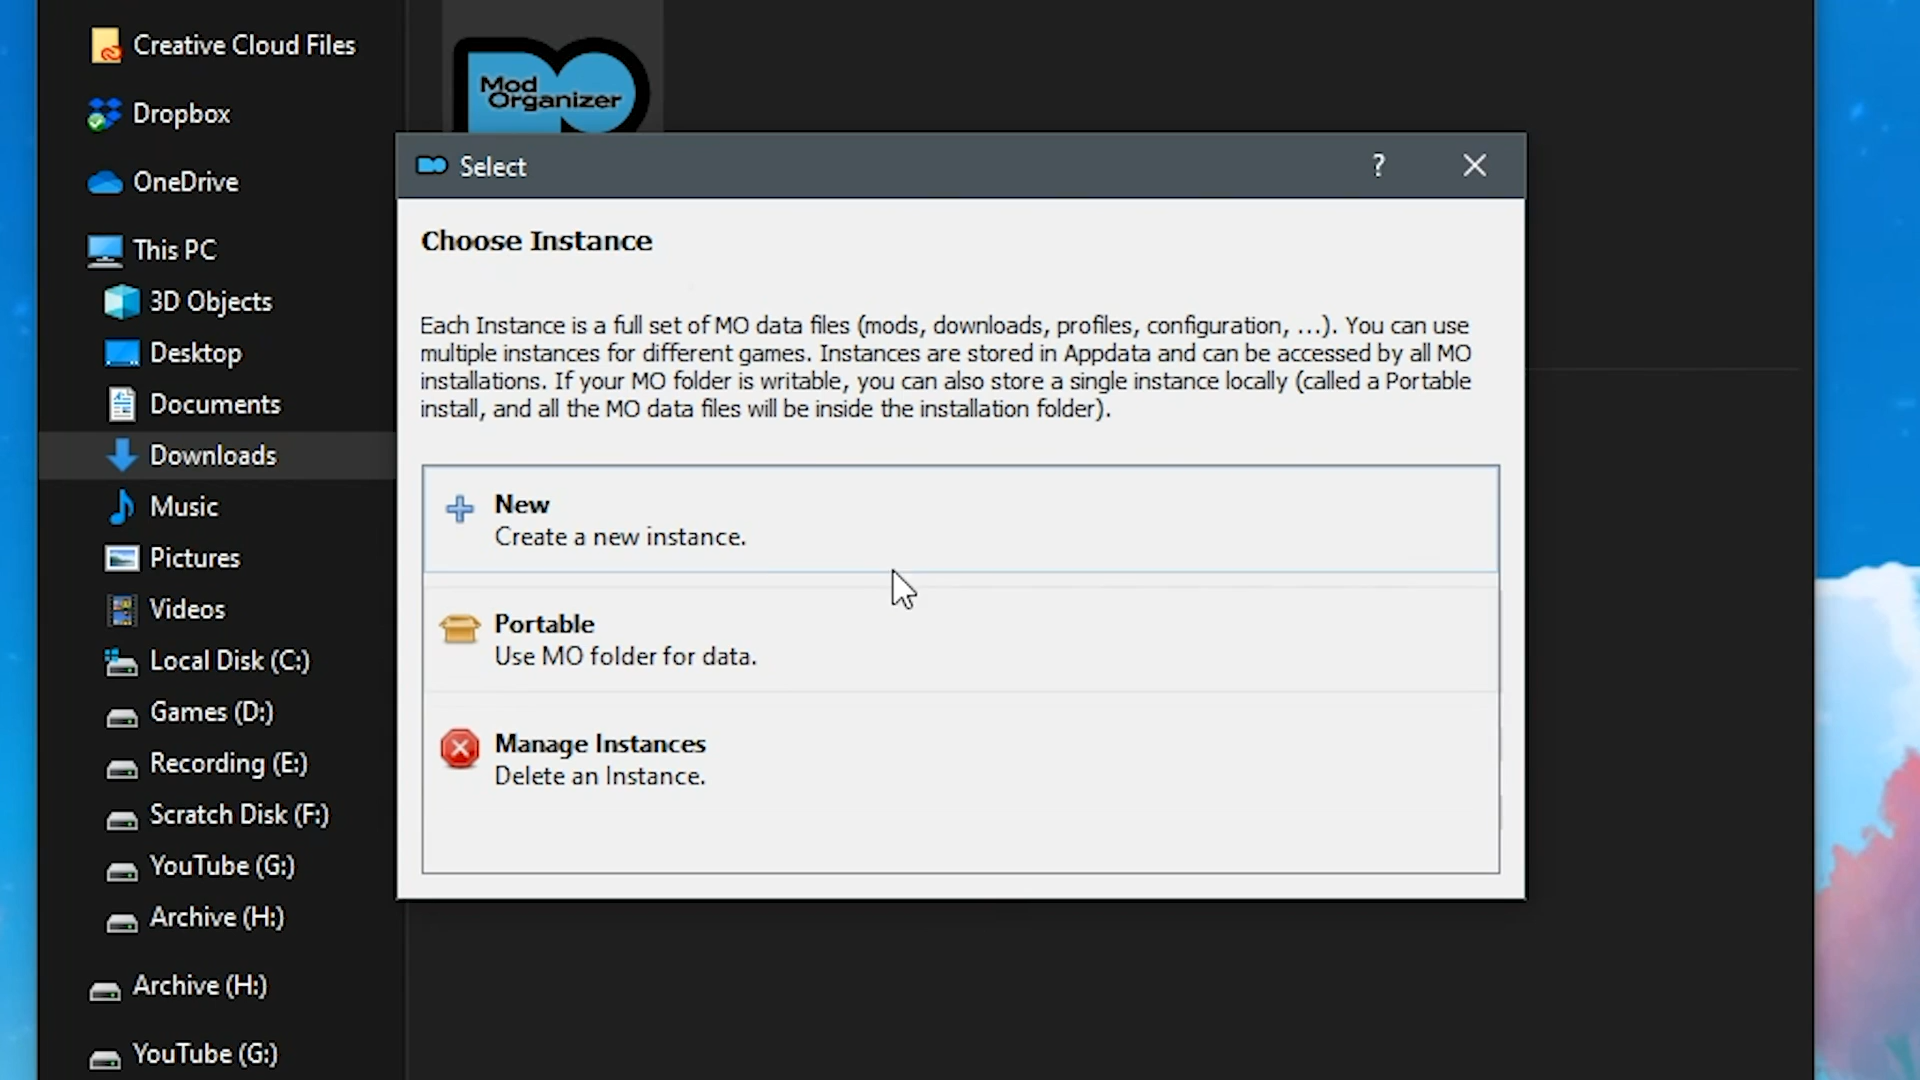 Creative Cloud Files
Dropbox
OneDrive
This PC
3D Objects
Desktop
Documents
Downloads
Music
Pictures
Videos
Local Disk (C:)
Games (D:)
Recording (E:)
Scratch Disk (F:)
YouTube (G:)
Archive (H:)
Archive (H:)
YouTube (G:)
Mod
Organizer
Select
?
Choose Instance
Each Instance is a full set of MO data files (mods, downloads, profiles, configuration, ...). You can use
multiple instances for different games. Instances are stored in Appdata and can be accessed by all MO
installations. If your MO folder is writable, you can also store a single instance locally (called a Portable
install, and all the MO data files will be inside the installation folder).
New
Create a new instance.
Portable
Use MO folder for data.
Manage Instances
Delete an Instance.